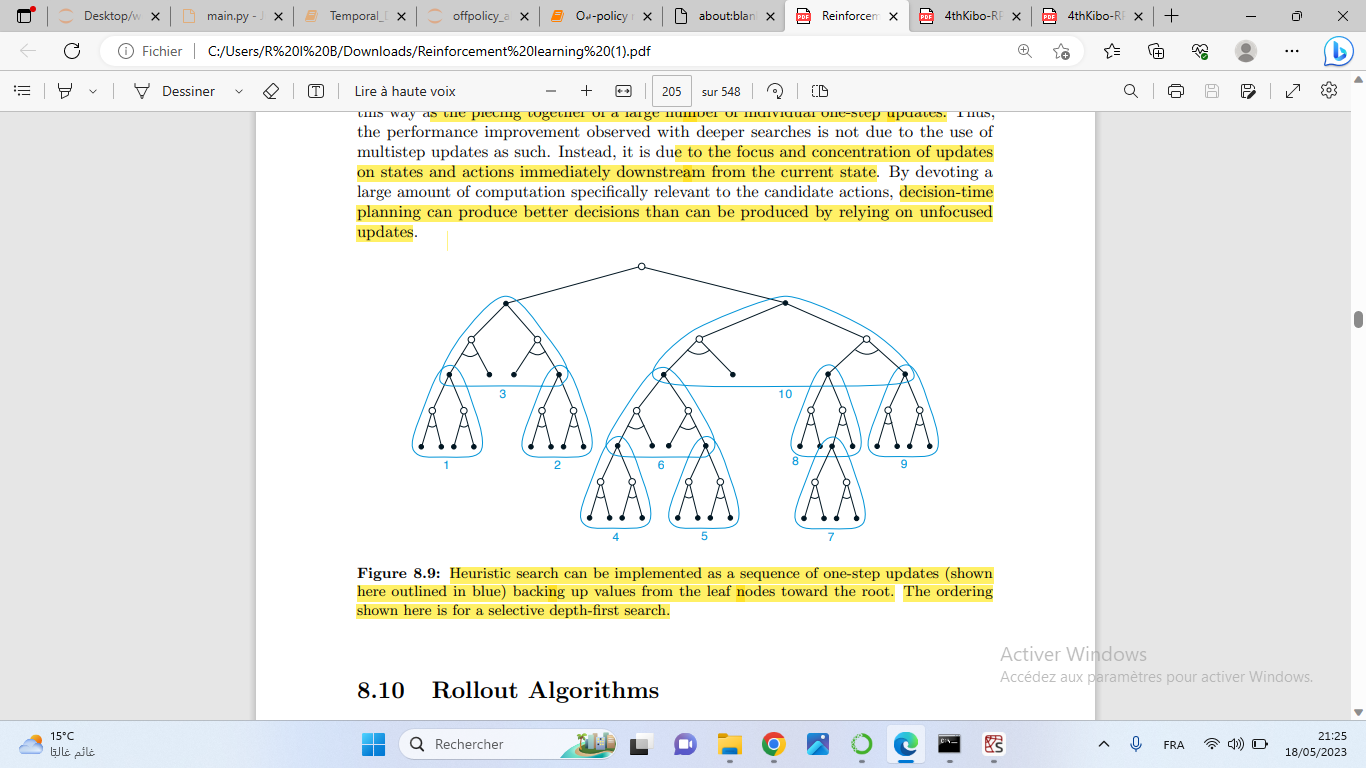 Desktop/w
main.py - J
Temporal_D
offpolicy_a
about:blan
Reinforcem
4thKibo-RF
4thKibo-RF
Fichier
C:/Users/R%20I%20B/Downloads/Reinforcement%20learning%20(1).pdf
Dessiner
Lire à haute voix
205
sur 548
this way as the piecing together of a large number of individual one-step updates. Thus,
the performance improvement observed with deeper searches is not due to the use of
multistep updates as such. Instead, it is due to the focus and concentration of updates
on states and actions immediately downstream from the current state. By devoting a
large amount of computation specifically relevant to the candidate actions, decision-time
planning can produce better decisions than can be produced by relying on unfocused
updates.
3
10
1
2
6
8
9
4
5
7
Figure 8.9: Heuristic search can be implemented as a sequence of one-step updates (shown
here outlined in blue) backing up values from the leaf nodes toward the root. The ordering
shown here is for a selective depth-first search.
Activer Windows
Accédez aux paramètres pour activer Windows.
8.10 Rollout Algorithms
15°C
غائم غالبًا
Rechercher
FRA
21:25
18/05/2023